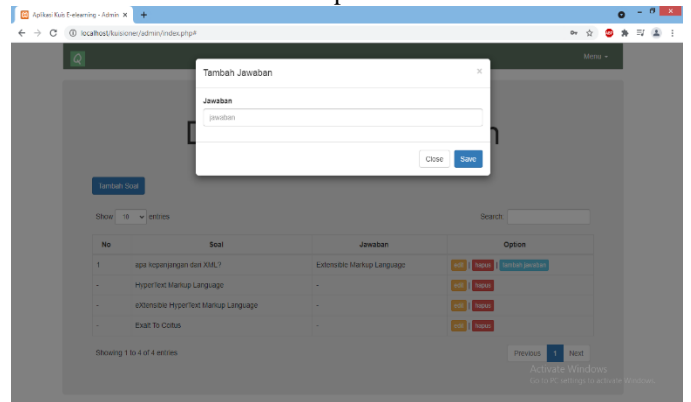 Aplikasi Kuis E-elearning - Admin
localhost/kuisioner/admin/index.php#
Q
Menu
Tambah Jawaban
×
Jawaban
jawaban
Close
Save
Tambah Soal
Show 10 entries
Search
No Soal Jawaban Option
1 apa kepanjangan dari XML? Extensible Markup Language edit | hapus | tambah jawaban
- HyperText Markup Language - edit | hapus
- eXtensible HyperText Markup Language - edit | hapus
- Exalt To Coltus - edit | hapus
Showing 1 to 4 of 4 entries
Previous 1 Next
Activate Windows
Go to PC settings to activate Windows.